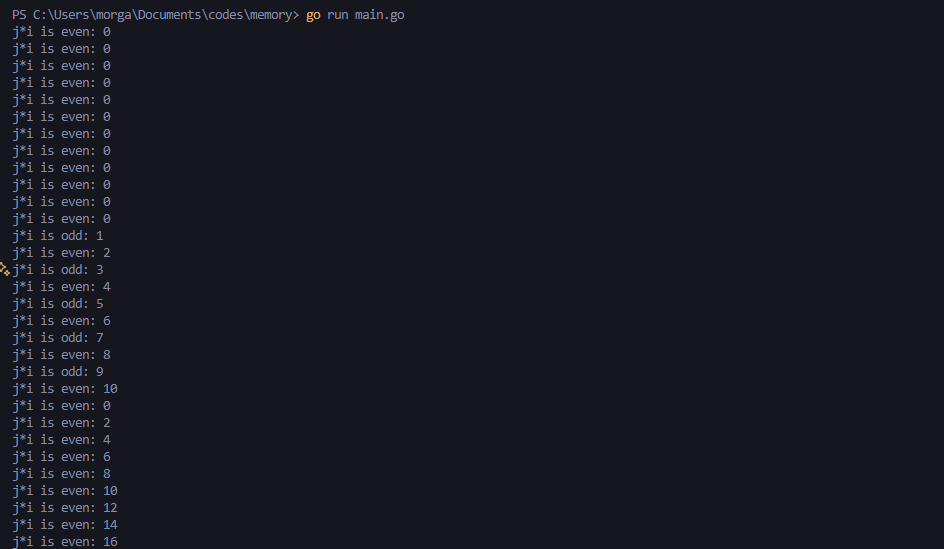 PS C:\Users\morga\Documents\codes\memory> go run main.go
j*i is even: 0
j*i is even: 0
j*i is even: 0
j*i is even: 0
j*i is even: 0
j*i is even: 0
j*i is even: 0
j*i is even: 0
j*i is even: 0
j*i is even: 0
j*i is even: 0
j*i is even: 0
j*i is odd: 1
j*i is even: 2
j*i is odd: 3
j*i is even: 4
j*i is odd: 5
j*i is even: 6
j*i is odd: 7
j*i is even: 8
j*i is odd: 9
j*i is even: 10
j*i is even: 0
j*i is even: 2
j*i is even: 4
j*i is even: 6
j*i is even: 8
j*i is even: 10
j*i is even: 12
j*i is even: 14
j*i is even: 16